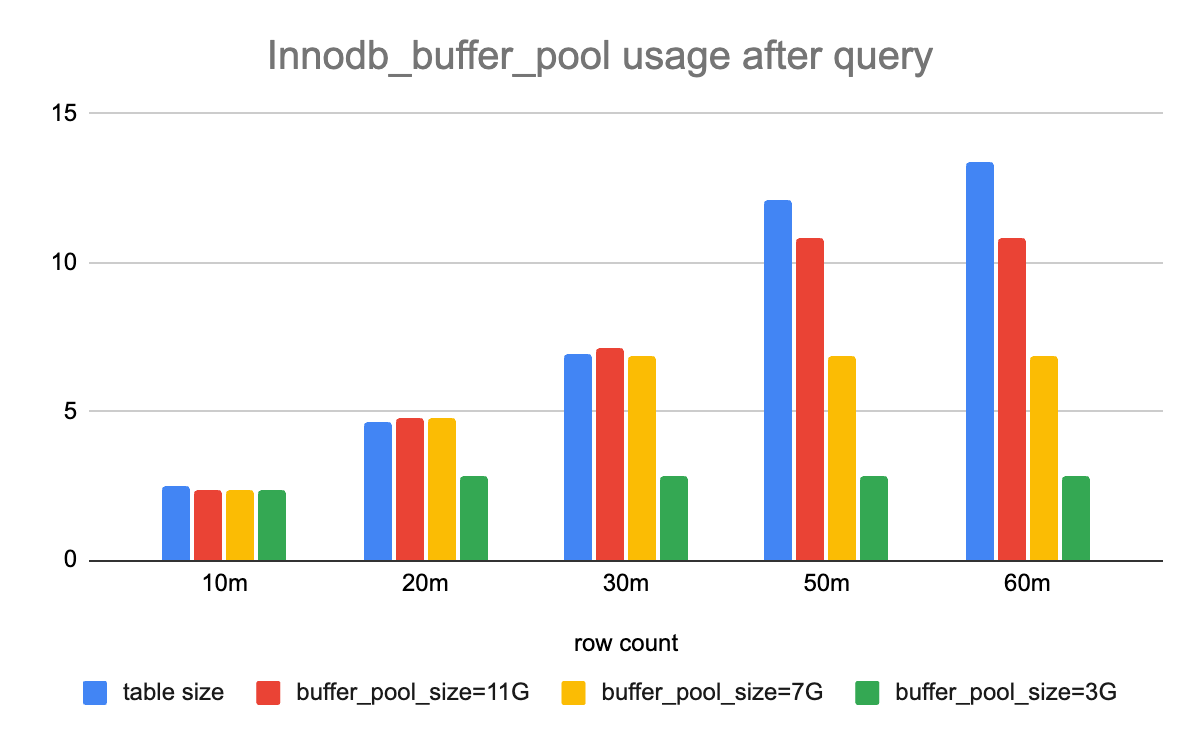 Innodb_buffer_pool usage after query
15
10
5
0
10m 20m 30m 50m 60m
row count
table size buffer_pool_size=11G buffer_pool_size=7G buffer_pool_size=3G